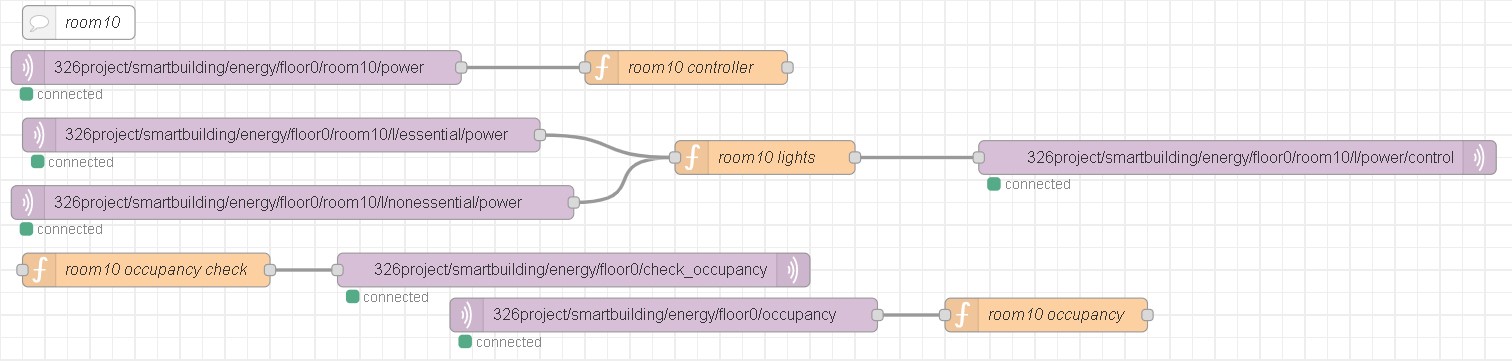 room10
326project/smartbuilding/energy/floor0/room10/power
room10 controller
connected
326project/smartbuilding/energy/floor0/room10/l/essential/power
connected
room10 lights
326project/smartbuilding/energy/floor0/room10/l/power/control
connected
326project/smartbuilding/energy/floor0/room10/l/nonessential/power
connected
room10 occupancy check
326project/smartbuilding/energy/floor0/check_occupancy
connected
326project/smartbuilding/energy/floor0/occupancy
room10 occupancy
connected